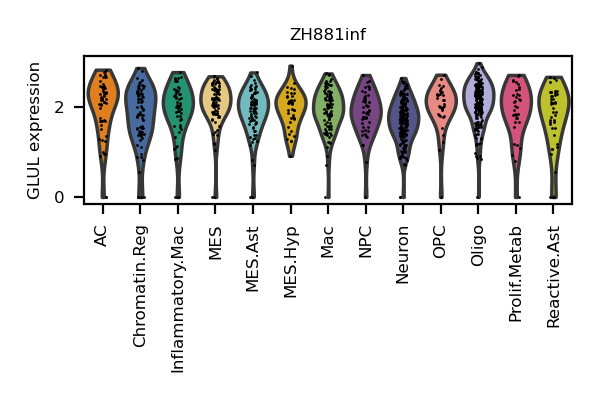 ZH881inf
GLUL expression
2
0
AC
Chromatin.Reg
Inflammatory.Mac
MES
MES.Ast
MES.Hyp
Mac
NPC
Neuron
OPC
Oligo
Prolif.Metab
Reactive.Ast